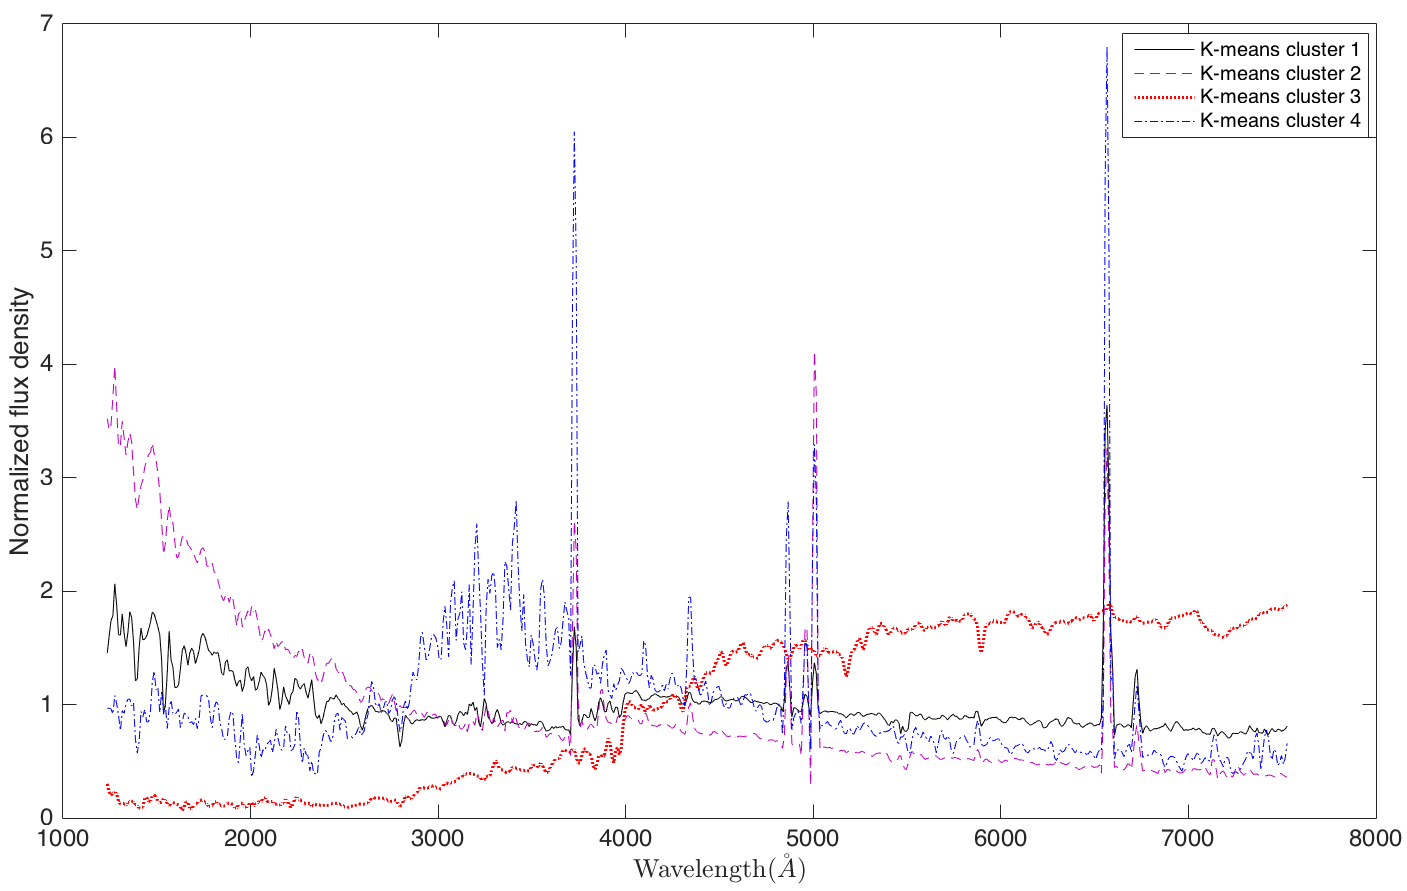 7
6
5
4
3
2
1
0
Normalized flux density
K-means cluster 1
K-means cluster 2
K-means cluster 3
K-means cluster 4
1000 2000 3000 4000 5000 6000 7000 8000
Wavelength(Å)